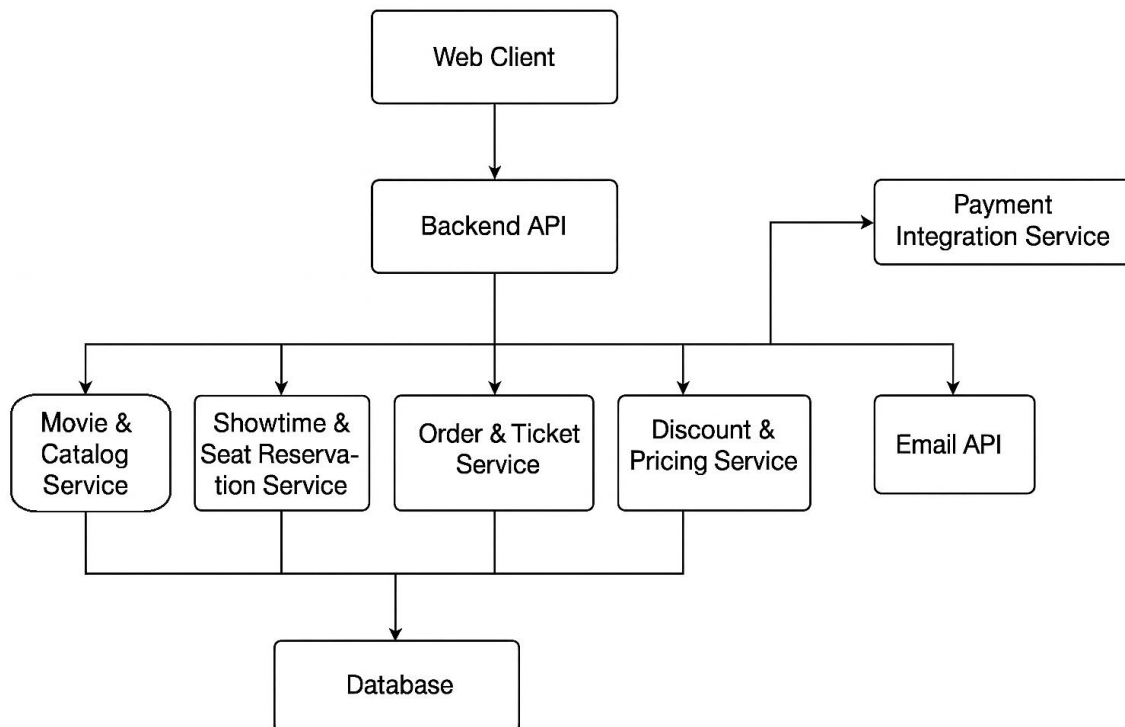 Web Client
Backend API
Payment
Integration Service
Movie &
Catalog
Service
Showtime &
Seat Reserva-
tion Service
Order & Ticket
Service
Discount &
Pricing Service
Email API
Database